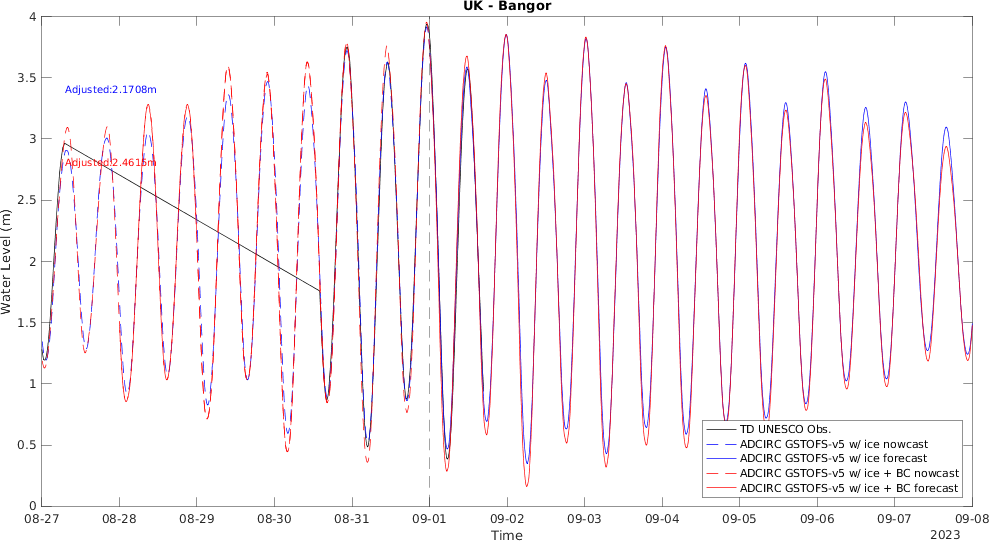 UK - Bangor
4
3.5
3
2.5
2
1.5
1
0.5
0
Water Level (m)
Adjusted:2.1708m
Adjusted:2.4615m
TD UNESCO Obs.
ADCIRC GSTOFS-v5 w/ ice nowcast
ADCIRC GSTOFS-v5 w/ ice forecast
ADCIRC GSTOFS-v5 w/ ice + BC nowcast
ADCIRC GSTOFS-v5 w/ ice + BC forecast
08-27 08-28 08-29 08-30 08-31 09-01 09-02 09-03 09-04 09-05 09-06 09-07 09-08
Time
2023